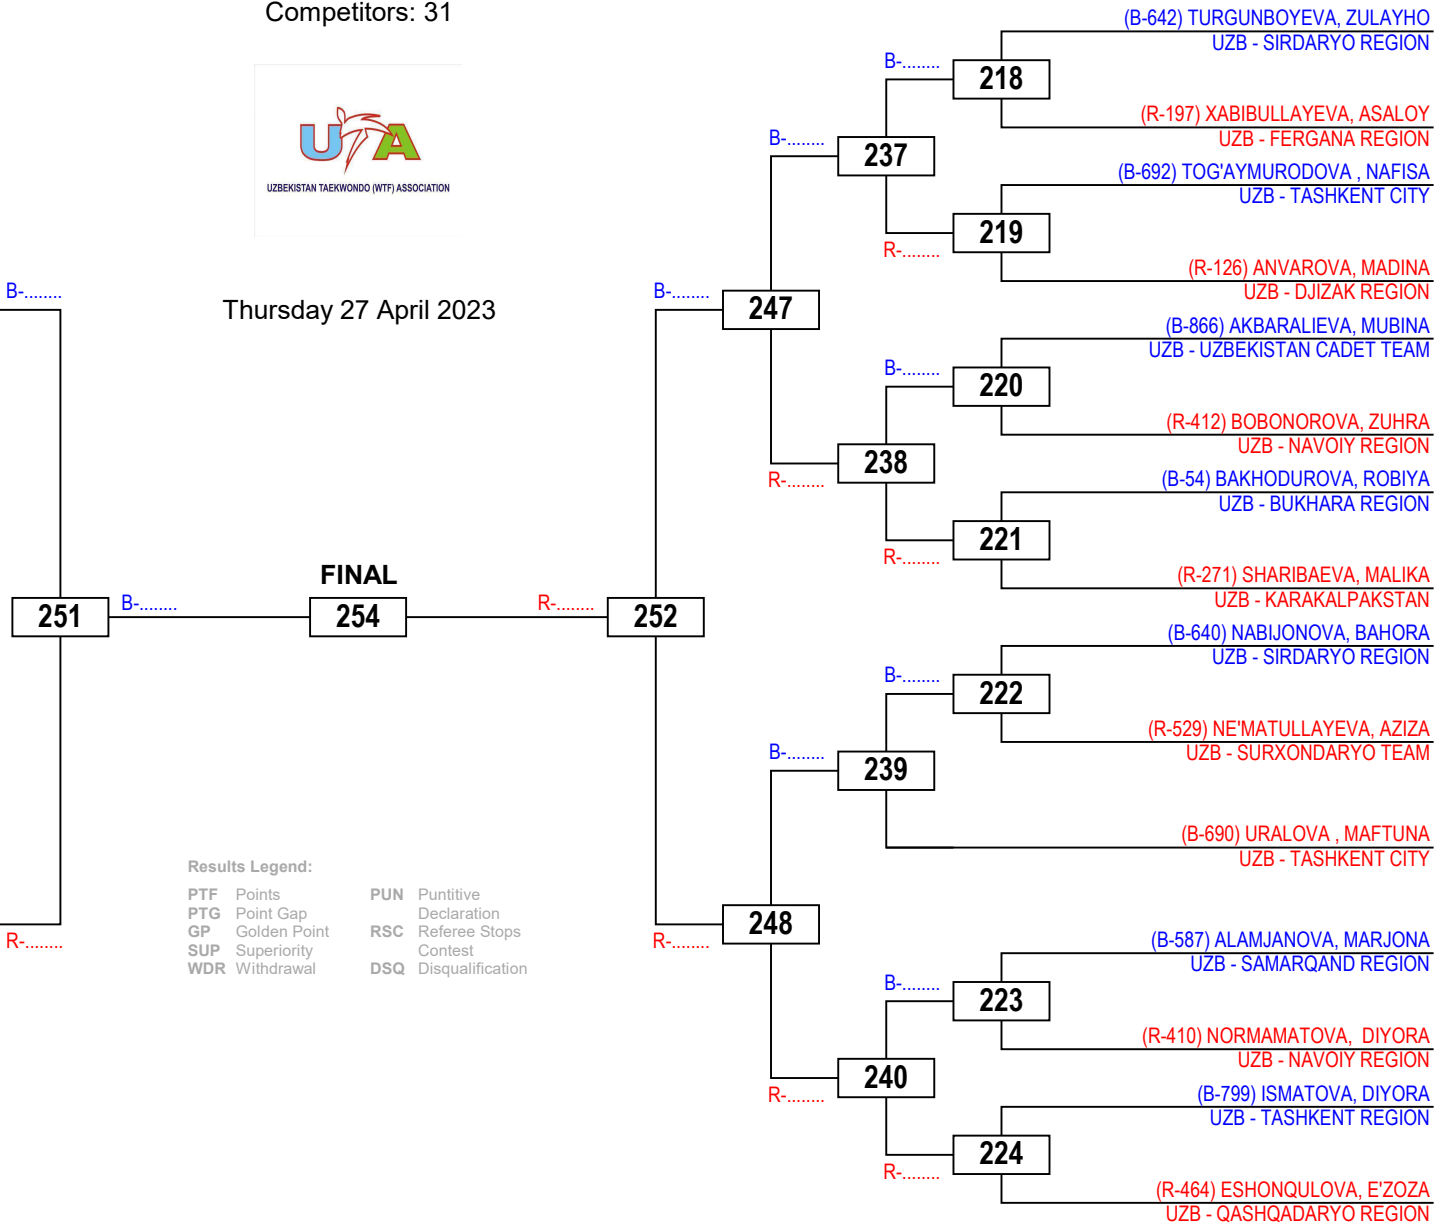 Competitors: 31
UTA
UZBEKISTAN TAEKWONDO (WTF) ASSOCIATION
Thursday 27 April 2023
B-........
R-........
251
B-........
FINAL
254
R-........
252
B-........
R-........
247
B-........
R-........
248
B-........
R-........
237
B-........
R-........
238
B-........
R-........
239
B-........
240
B-........
R-........
218
219
220
221
222
223
224
(B-642) TURGUNBOYEVA, ZULAYHO
UZB - SIRDARYO REGION
(R-197) XABIBULLAYEVA, ASALOY
UZB - FERGANA REGION
(B-692) TOG'AYMURODOVA , NAFISA
UZB - TASHKENT CITY
(R-126) ANVAROVA, MADINA
UZB - DJIZAK REGION
(B-866) AKBARALIEVA, MUBINA
UZB - UZBEKISTAN CADET TEAM
(R-412) BOBONOROVA, ZUHRA
UZB - NAVOIY REGION
(B-54) BAKHODUROVA, ROBIYA
UZB - BUKHARA REGION
(R-271) SHARIBAEVA, MALIKA
UZB - KARAKALPAKSTAN
(B-640) NABIJONOVA, BAHORA
UZB - SIRDARYO REGION
(R-529) NE'MATULLAYEVA, AZIZA
UZB - SURXONDARYO TEAM
(B-690) URALOVA , MAFTUNA
UZB - TASHKENT CITY
(B-587) ALAMJANOVA, MARJONA
UZB - SAMARQAND REGION
(R-410) NORMAMATOVA, DIYORA
UZB - NAVOIY REGION
(B-799) ISMATOVA, DIYORA
UZB - TASHKENT REGION
(R-464) ESHONQULOVA, E'ZOZA
UZB - QASHQADARYO REGION
Results Legend:
PTF Points
PTG Point Gap
GP Golden Point
SUP Superiority
WDR Withdrawal
PUN Puntitive
Declaration
RSC Referee Stops
Contest
DSQ Disqualification